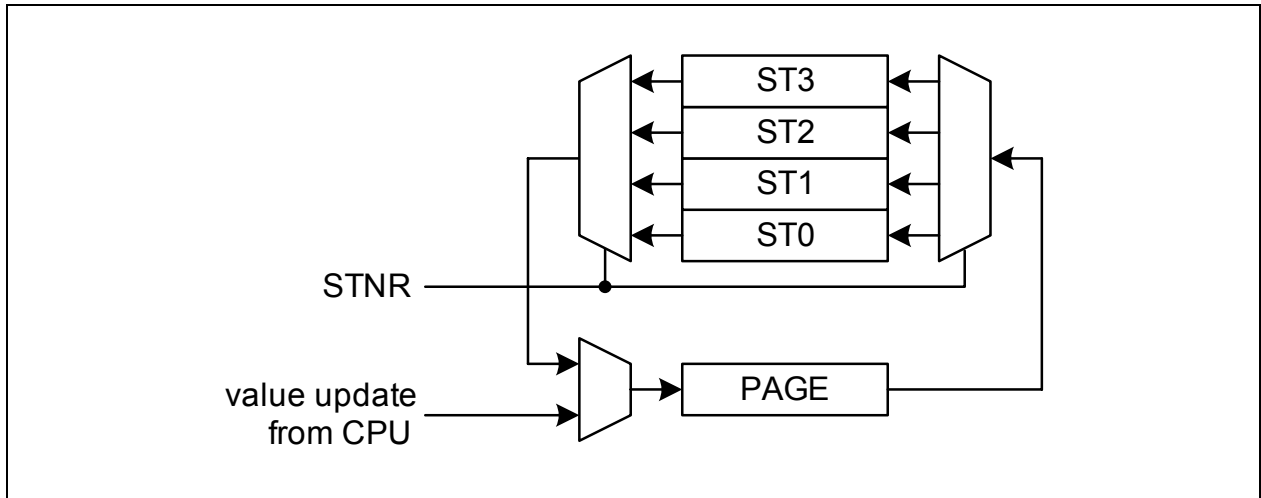 ST3
ST2
ST1
ST0
STNR
value update
from CPU
PAGE